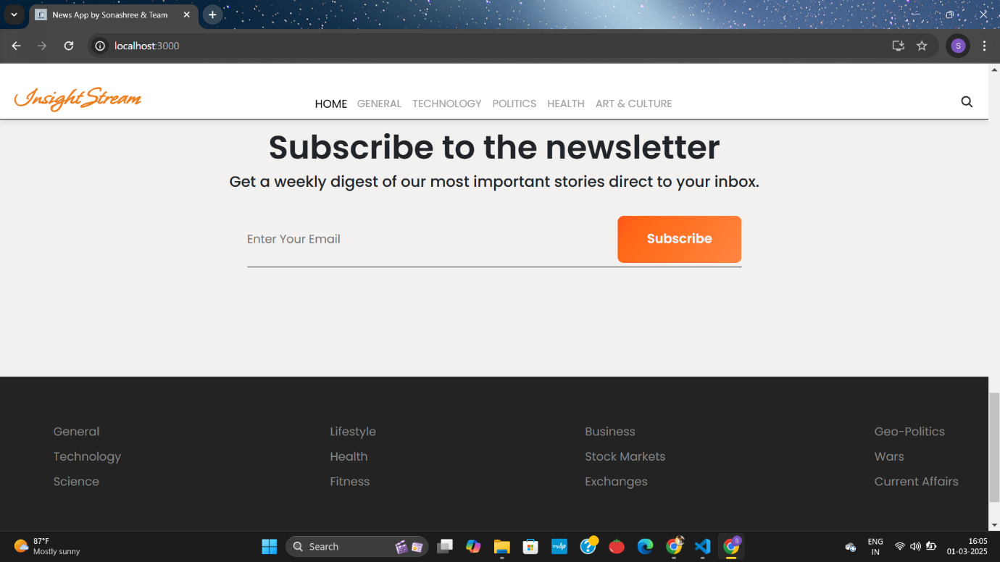 News App by Sonashree & Team
localhost:3000
S
InsightStream
HOME GENERAL TECHNOLOGY POLITICS HEALTH ART & CULTURE
Subscribe to the newsletter
Get a weekly digest of our most important stories direct to your inbox.
Enter Your Email
Subscribe
General Lifestyle Business Geo-Politics
Technology Health Stock Markets Wars
Science Fitness Exchanges Current Affairs
87°F
Mostly sunny
Search
myHP
ENG
IN
16:05
01-03-2025